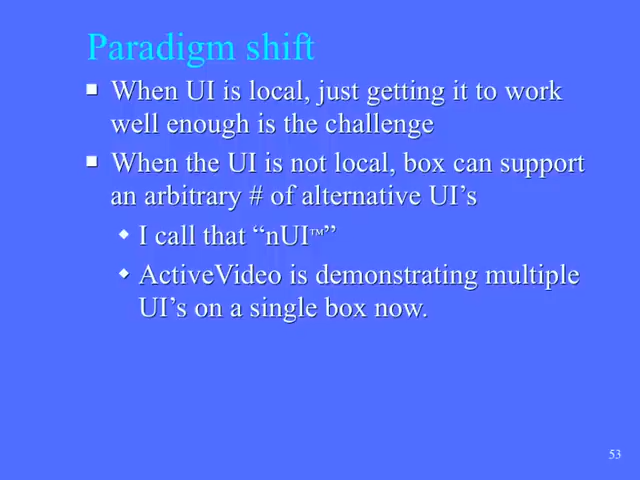 Paradigm shift
When UI is local, just getting it to work
well enough is the challenge
When the UI is not local, box can support
an arbitrary # of alternative UI’s
I call that “nUI™”
ActiveVideo is demonstrating multiple
UI’s on a single box now.
53